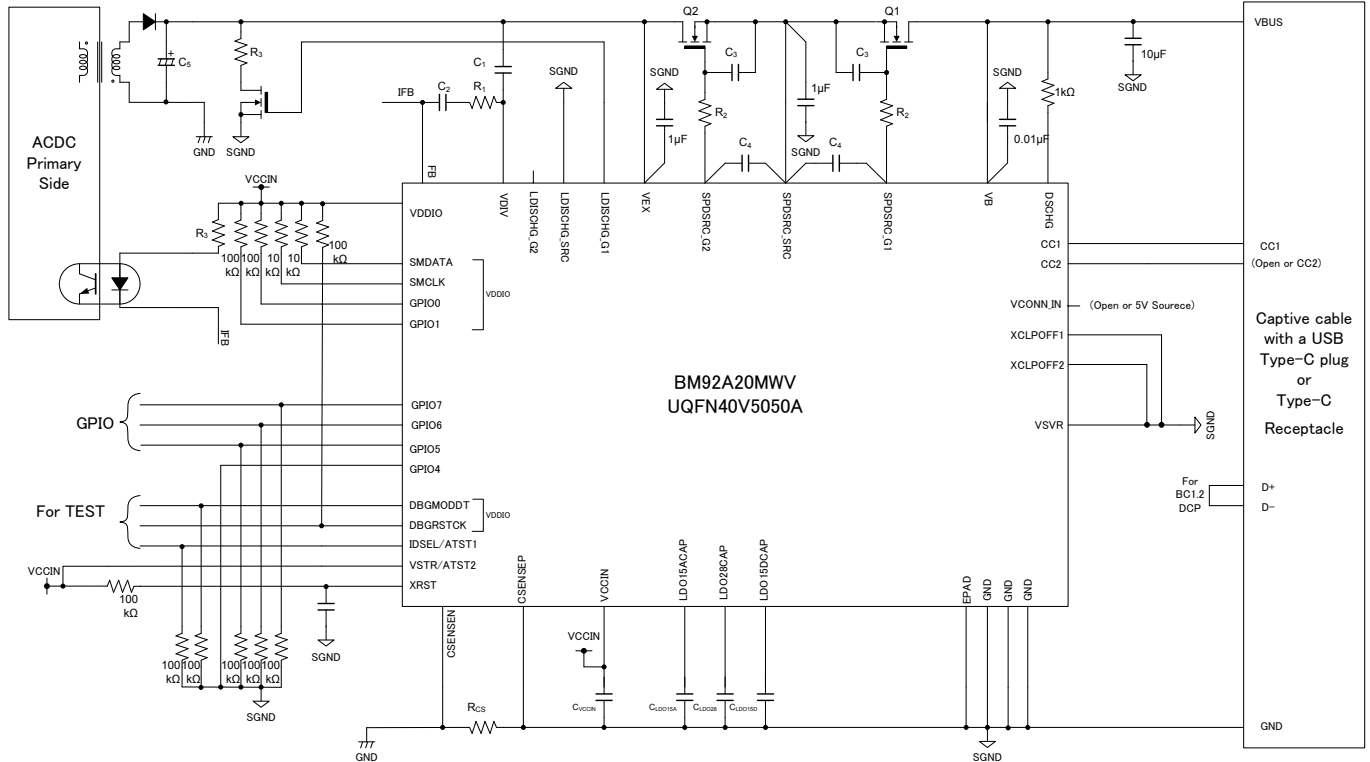 Q2
Q1
VBUS
R3
C5
C1
SGND
C3
C3
10μF
SGND
IFB
C2
R1
SGND
R2
1μF
R2
SGND
1kΩ
GND
SGND
1μF
C4
SGND
C4
0.01μF
ACDC
Primary
Side
FB
VCCIN
VDDIO
VDIV
LDISCHG_G2
LDISCHG_SRC
LDISCHG_G1
VEX
SPDSRC_G2
SPDSRC_SRC
SPDSRC_G1
VB
DSCHG
R3
100
kΩ
100
kΩ
10
kΩ
10
kΩ
100
kΩ
CC1
CC1
SMDATA
CC2
(Open or CC2)
SMCLK
VDDIO
GPIO0
VCONN_IN
(Open or 5V Sourece)
GPIO1
IFB
XCLPOFF1
XCLPOFF2
Captive cable
with a USB
Type-C plug
or
Type-C
Receptacle
BM92A20MWV
UQFN40V5050A
GPIO
GPIO7
GPIO6
GPIO5
GPIO4
VSVR
SGND
For
BC1.2
DCP
D+
D-
For TEST
DBGMODDT
VDDIO
DBGRSTCK
IDSEL/ATST1
VSTR/ATST2
XRST
VCCIN
100
kΩ
SGND
CSENSEN
CSENSEP
VCCIN
LDO15ACAP
LDO28CAP
LDO15DCAP
EPAD
GND
GND
GND
100
kΩ
100
kΩ
100
kΩ
100
kΩ
100
kΩ
SGND
VCCIN
RCS
CVCCIN
CLDO15A
CLDO28
CLDO15D
GND
SGND
GND